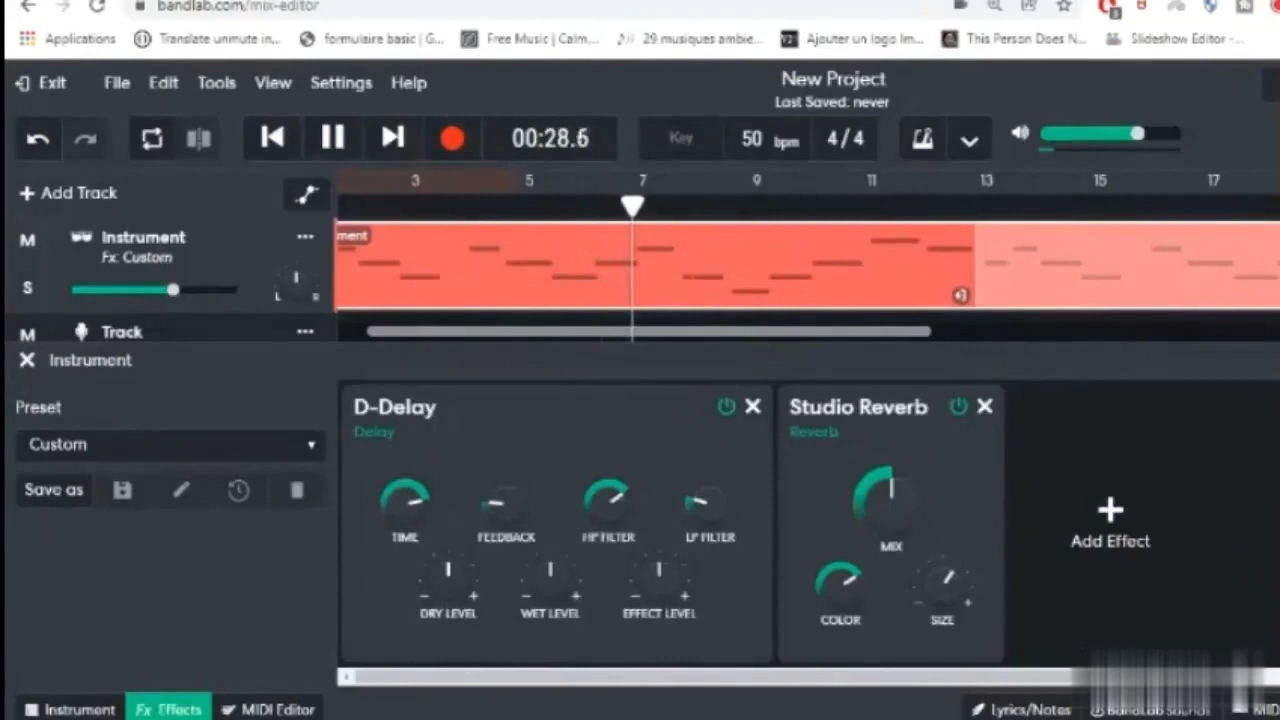 bandlab.com/mix-editor
Applications Translate unmute in... formulaire basic | G... Free Music | Calm,... 29 musiques ambie... Ajouter un logo Im... This Person Does N... Slideshow Editor -...
Exit File Edit Tools View Settings Help New Project
Last Saved: never
00:28.6 Key 50 bpm 4/4
+ Add Track 3 5 7 9 11 13 15 17
M Instrument ... ment
Fx: Custom
S L R
M Track ...
Instrument
Preset D-Delay Studio Reverb
Delay Reverb
Custom
Save as
TIME FEEDBACK HP FILTER LP FILTER MIX
Add Effect
DRY LEVEL WET LEVEL EFFECT LEVEL COLOR SIZE
Instrument Fx Effects MIDI Editor Lyrics/Notes